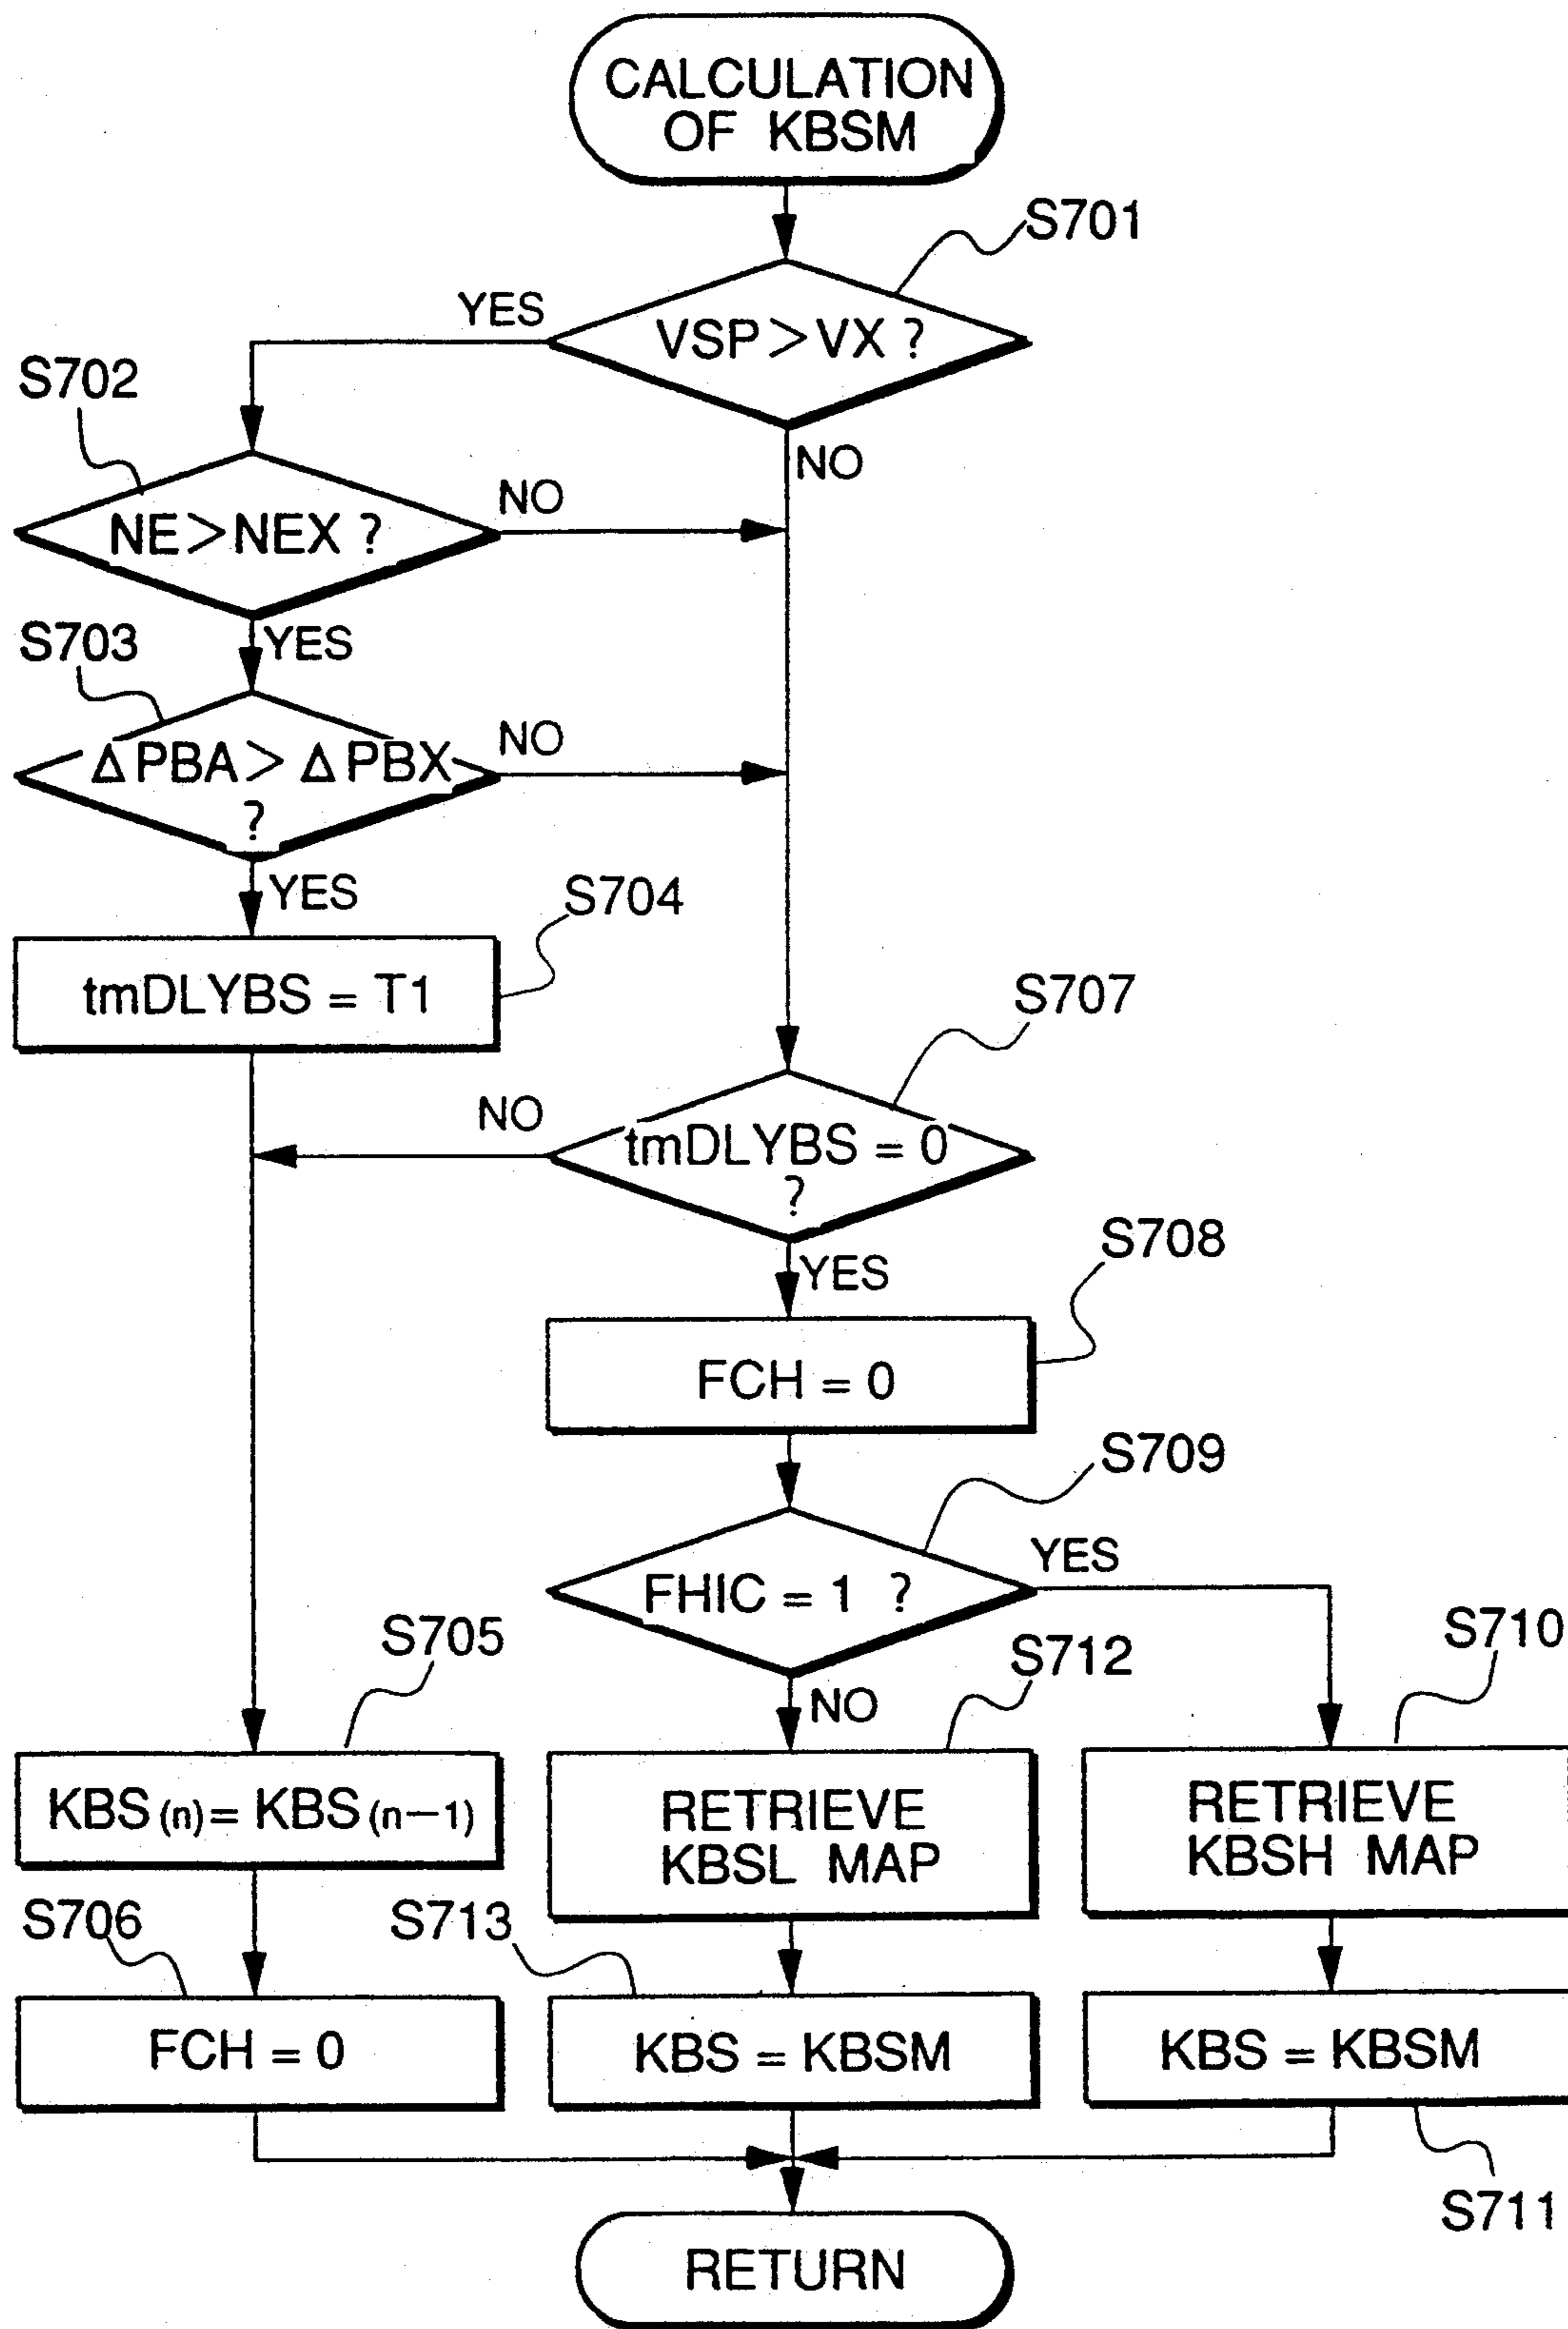 CALCULATION
OF KBSM
S701
YES
VSP>VX ?
S702
NO
NE>NEX ?
NO
S703
YES
ΔPBA> ΔPBX
?
NO
YES
S704
tmDLYBS = T1
S707
NO
tmDLYBS = 0
?
YES
S708
FCH = 0
S709
FHIC = 1 ?
YES
S705
S712
S710
NO
KBS(n)= KBS(n−1)
RETRIEVE
KBSL MAP
RETRIEVE
KBSH MAP
S706
S713
FCH = 0
KBS = KBSM
KBS = KBSM
S711
RETURN